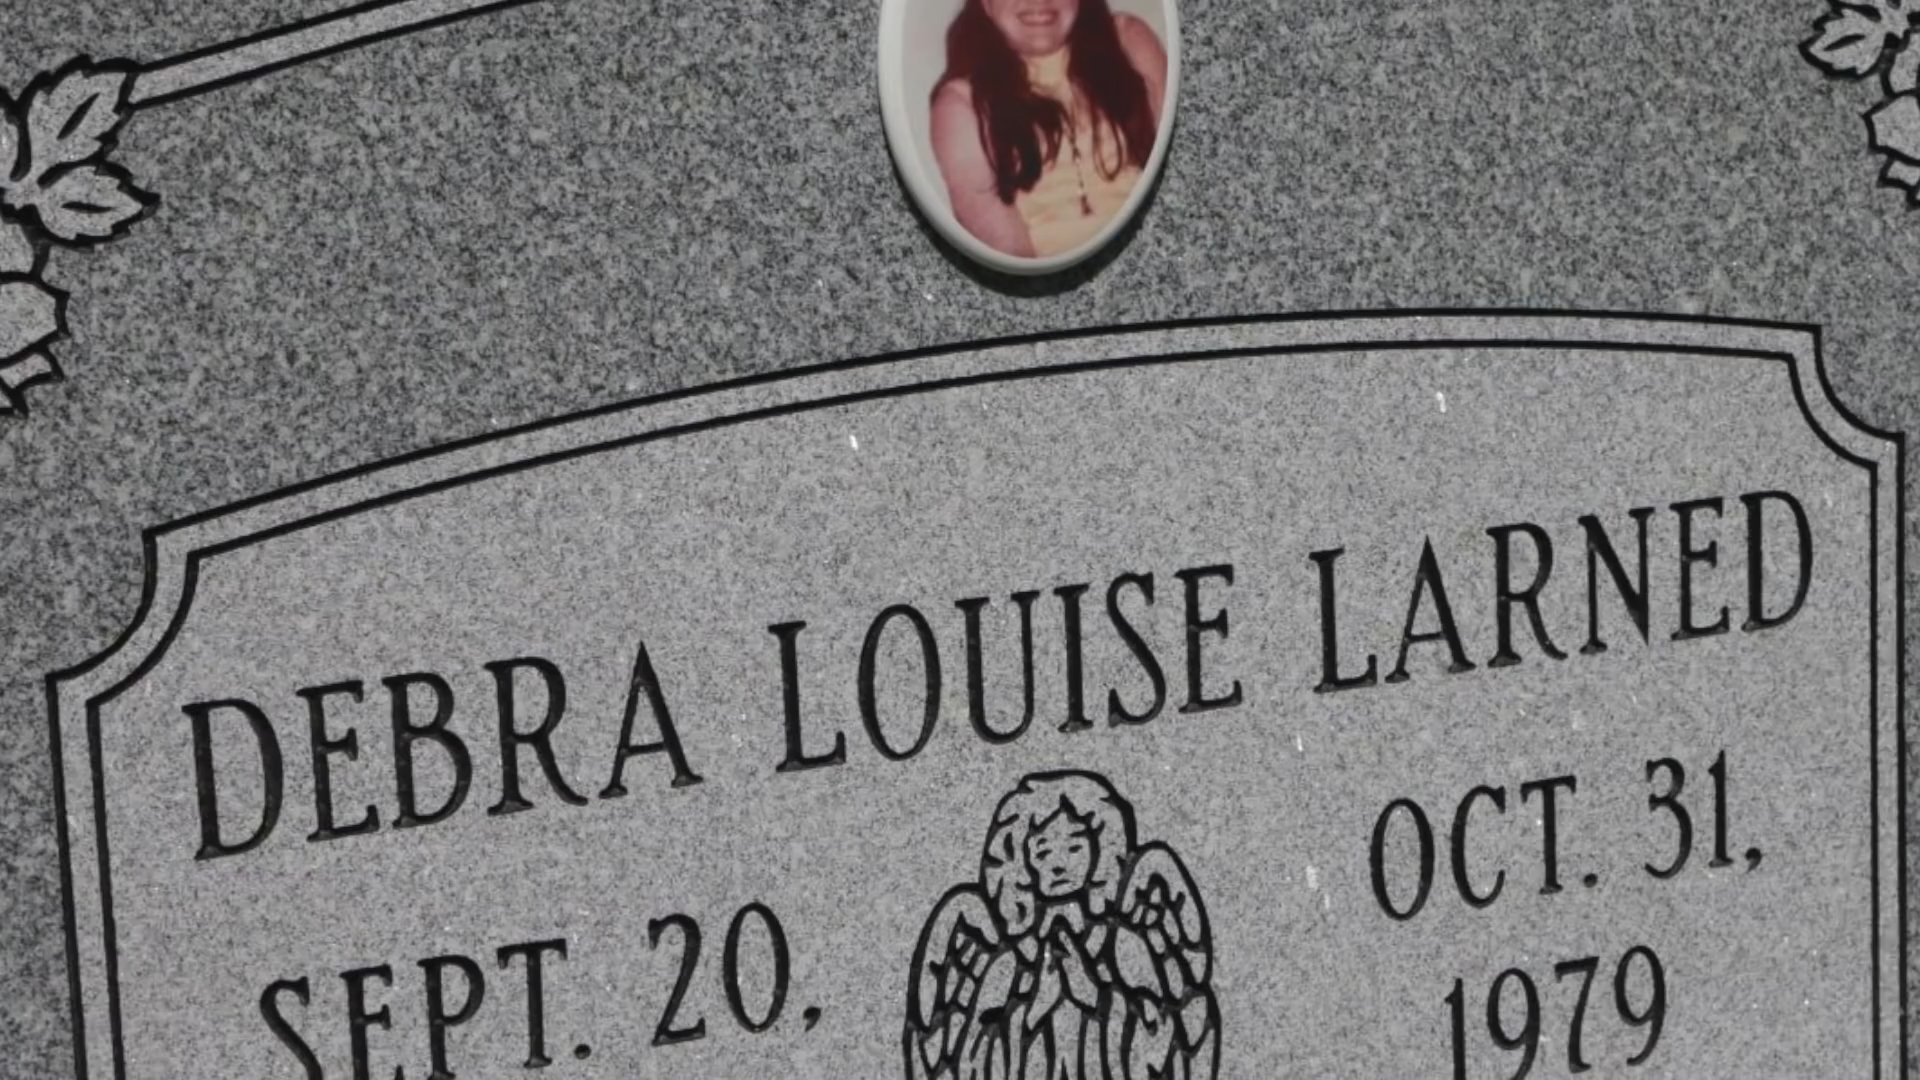 DEBRA LOUISE LARNED
SEPT. 20,
OCT. 31,
1979